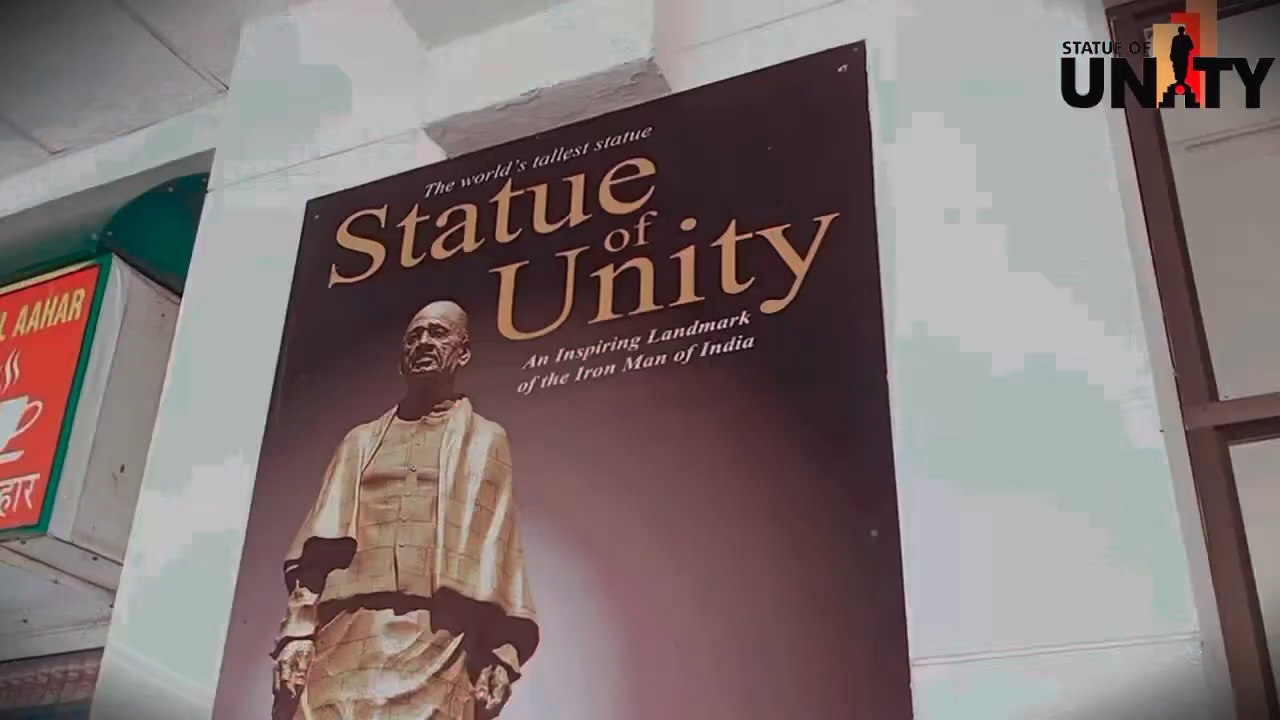 STATUE OF
UNITY
The world's tallest statue
Statue
of
Unity
An Inspiring Landmark
of the Iron Man of India
L AAHAR
हार